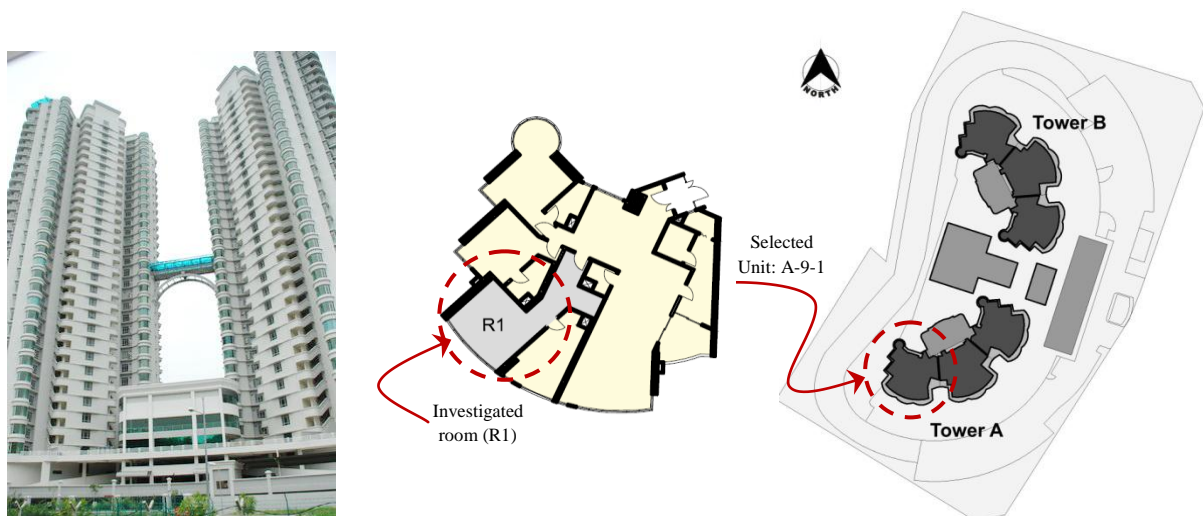 NORTH
Tower B
Selected
Unit: A-9-1
R1
Investigated
room (R1)
Tower A